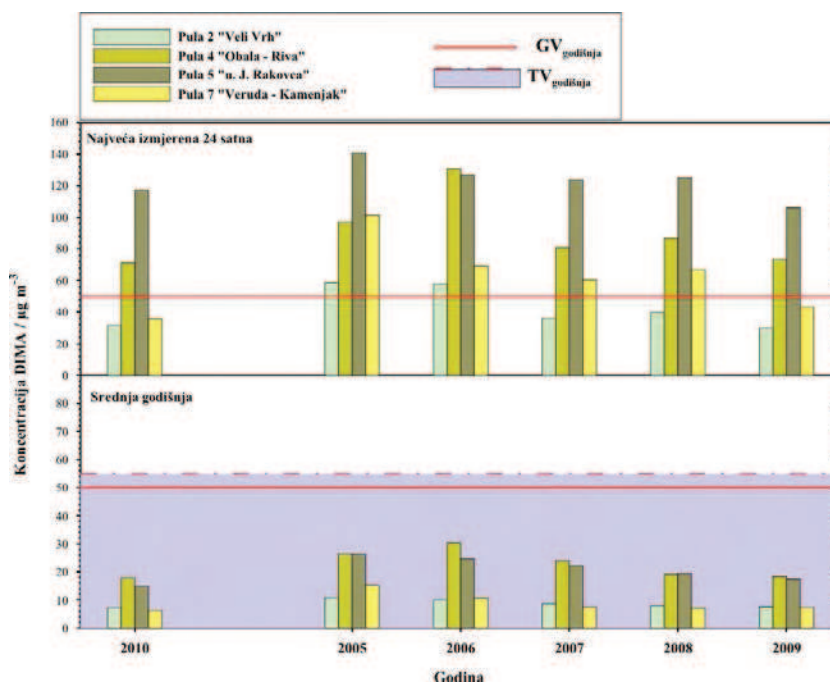 Pula 2 "Veli Vrh"
Pula 4 "Obala - Riva"
Pula 5 "u. J. Rakovca"
Pula 7 "Veruda - Kamenjak"
GVgodišnja
TVgodišnja
Najveća izmjerena 24 satna
160
140
120
100
80
60
40
20
0
Koncentracija DIMA / µg m-3
Srednja godišnja
80
70
60
50
40
30
20
10
0
2010 2005 2006 2007 2008 2009
Godina